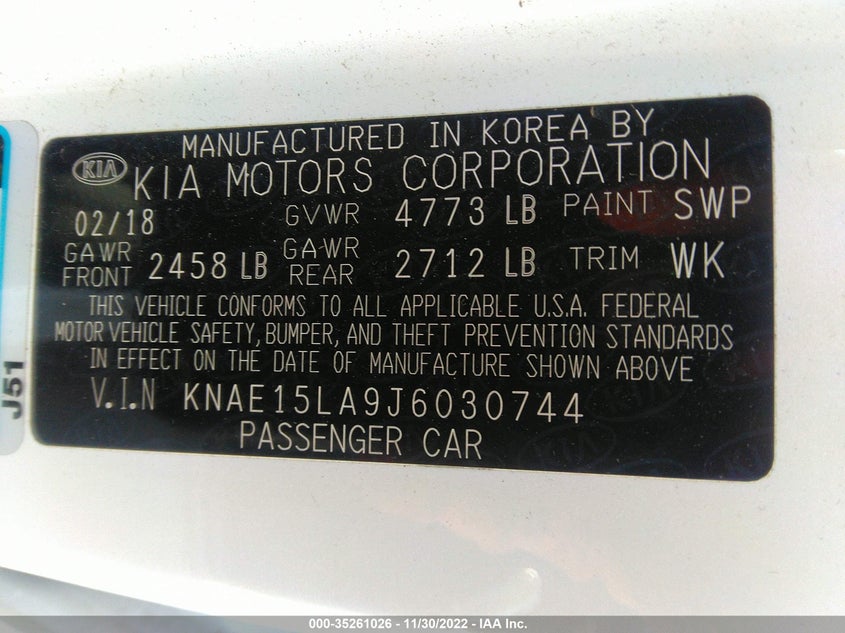 MANUFACTURED IN KOREA BY
KIA KIA MOTORS CORPORATION
02/18 GVWR 4773 LB PAINT SWP
GAWR FRONT 2458 LB GAWR REAR 2712 LB TRIM WK
THIS VEHICLE CONFORMS TO ALL APPLICABLE U.S.A. FEDERAL
MOTOR VEHICLE SAFETY, BUMPER, AND THEFT PREVENTION STANDARDS
IN EFFECT ON THE DATE OF MANUFACTURE SHOWN ABOVE
V.I.N KNAE15LA9J6030744
PASSENGER CAR
J51
000-35261026 - 11/30/2022 - IAA Inc.